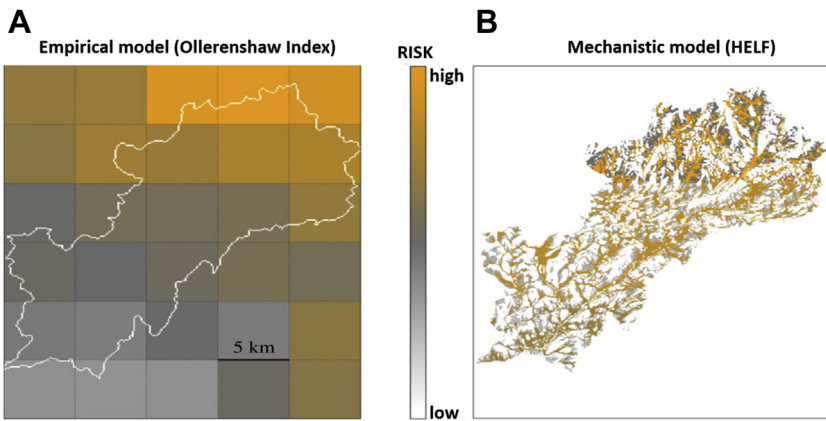 A
Empirical model (Ollerenshaw Index)
5 km
RISK
high
low
B
Mechanistic model (HELF)